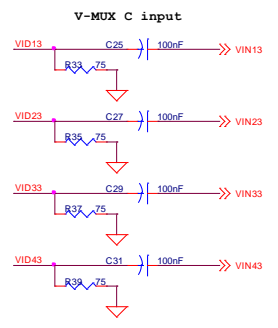 V-MUX C input
VID13 C25 100nF VIN13
R33 75
VID23 C27 100nF VIN23
R35 75
VID33 C29 100nF VIN33
R37 75
VID43 C31 100nF VIN43
R39 75